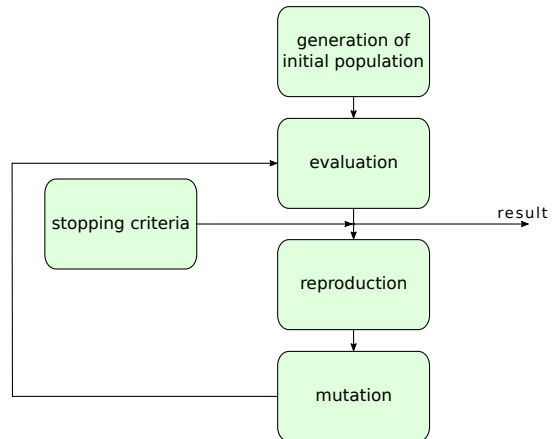 generation of
initial population
evaluation
stopping criteria
result
reproduction
mutation